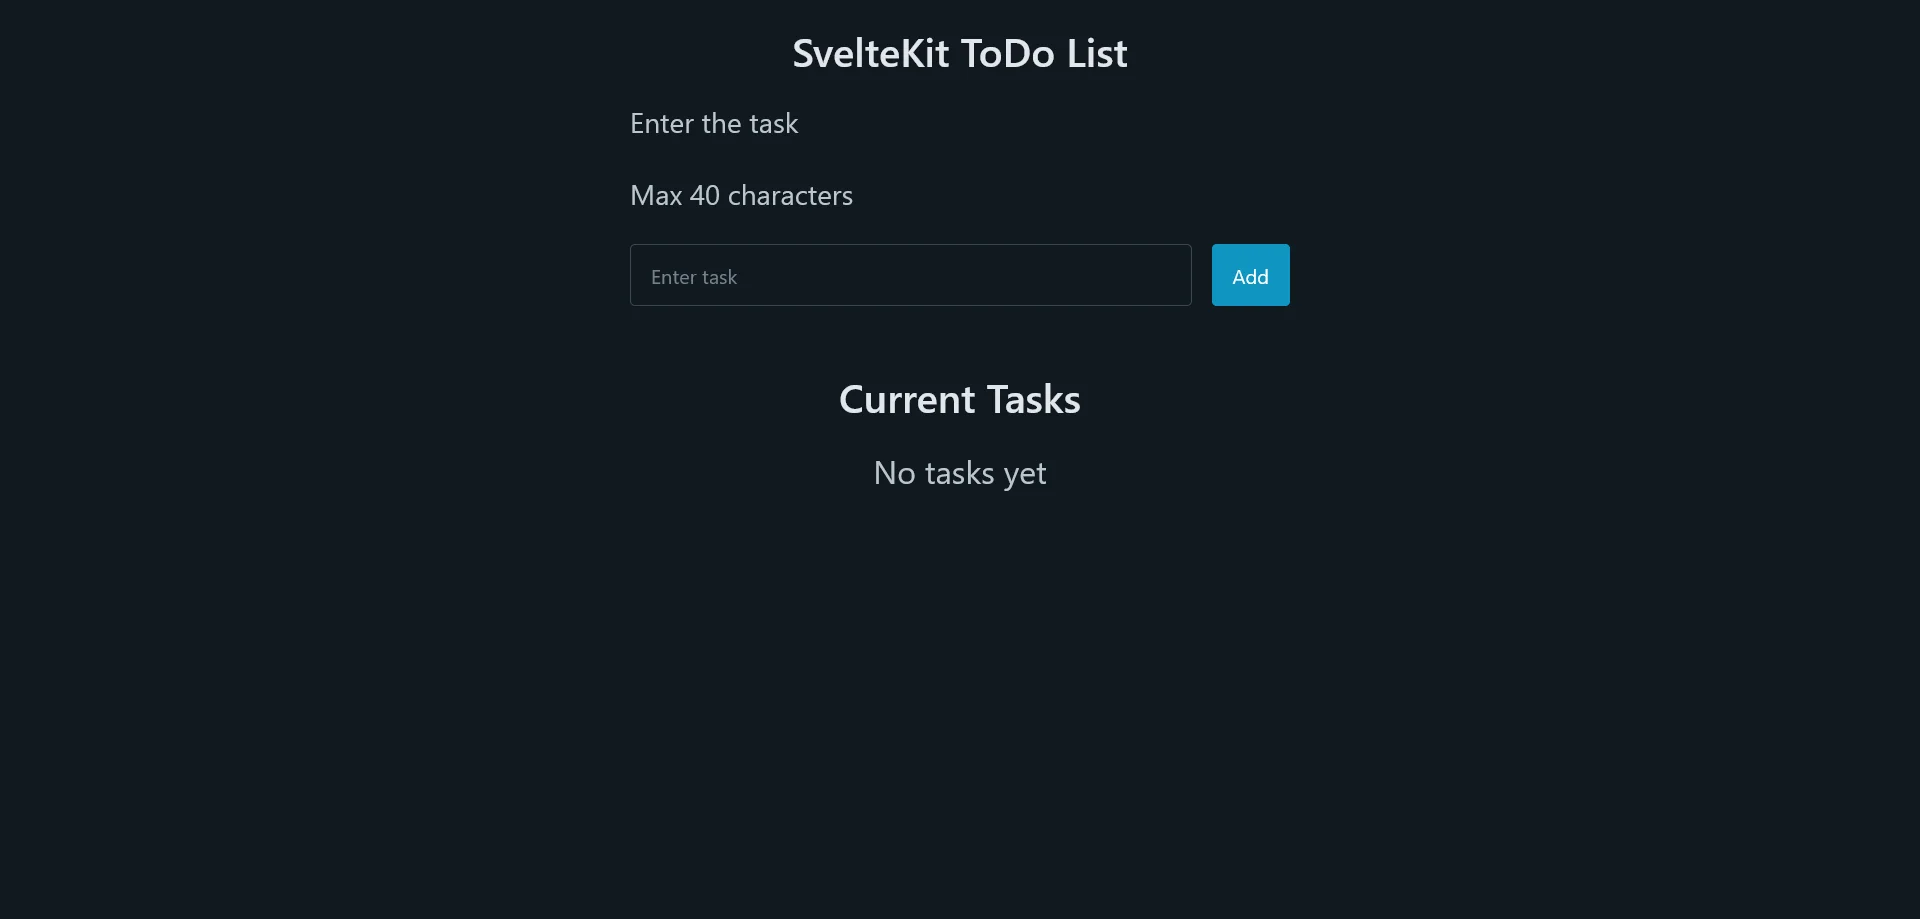 SvelteKit ToDo List
Enter the task
Max 40 characters
Enter task
Add
Current Tasks
No tasks yet